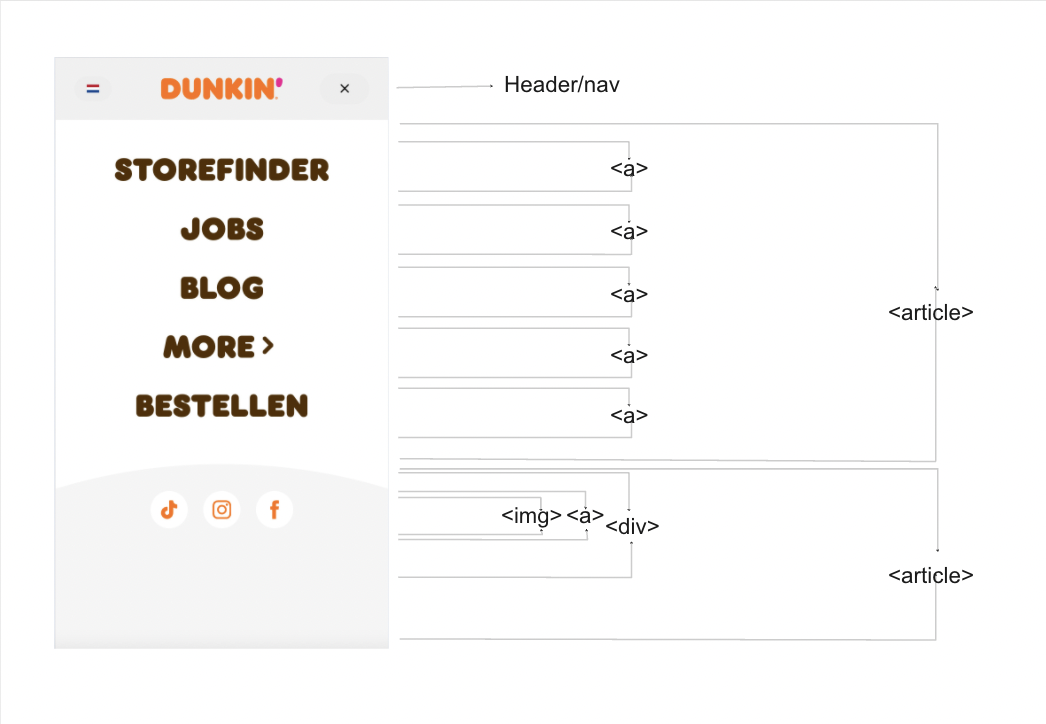 DUNKIN'
×
Header/nav
STOREFINDER
<a>
JOBS
<a>
BLOG
<a>
MORE >
<a>
BESTELLEN
<a>
<article>
<img> <a> <div>
<article>